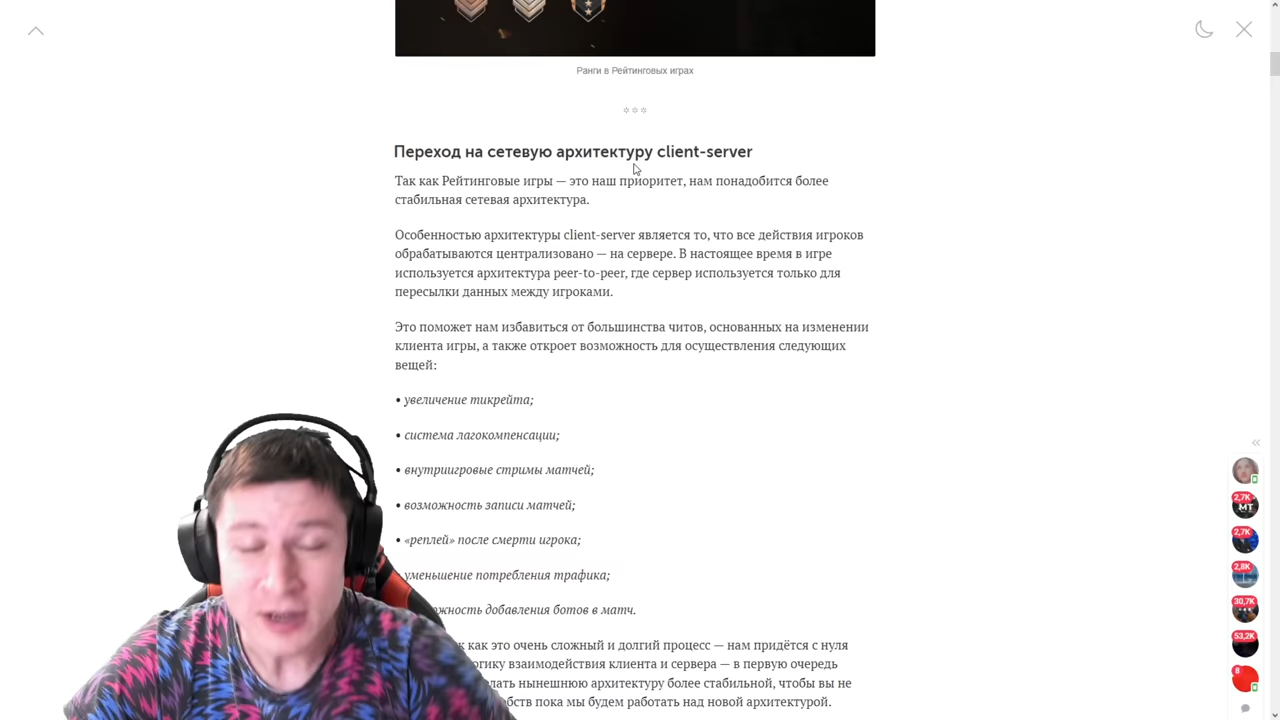 Ранги в Рейтинговых играх
Переход на сетевую архитектуру client-server
Так как Рейтинговые игры — это наш приоритет, нам понадобится более
стабильная сетевая архитектура.
Особенностью архитектуры client-server является то, что все действия игроков
обрабатываются централизовано — на сервере. В настоящее время в игре
используется архитектура peer-to-peer, где сервер используется только для
пересылки данных между игроками.
Это поможет нам избавиться от большинства читов, основанных на изменении
клиента игры, а также откроет возможность для осуществления следующих
вещей:
• увеличение тикрейта;
• система лагокомпенсации;
• внутриигровые стримы матчей;
• возможность записи матчей;
• «реплей» после смерти игрока;
уменьшение потребления трафика;
добавления ботов в матч.
как это очень сложный и долгий процесс — нам придётся с нуля
взаимодействия клиента и сервера — в первую очередь
нынешнюю архитектуру более стабильной, чтобы вы не
пока мы будем работать над новой архитектурой.
2,7K
MT
2,7K
2,8K
30,7K
53,2K
8